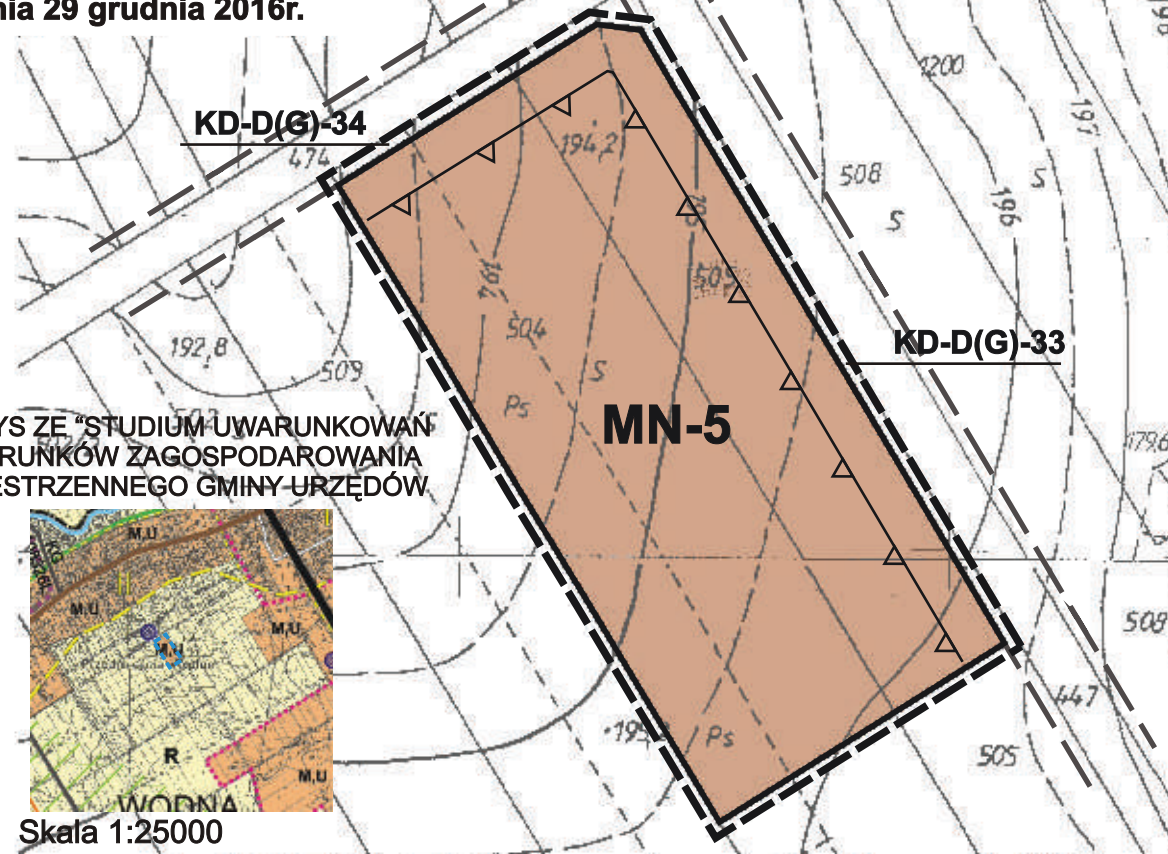 nia 29 grudnia 2016r.
KD-D(G)-34
474
194,2
1200
197
508
S
196
S
505
194
504
192,8
509
S
KD-D(G)-33
Ps
MN-5
YS ZE “STUDIUM UWARUNKOWAŃ
RUNKÓW ZAGOSPODAROWANIA
ESTRZENNEGO GMINY URZĘDÓW
M,U
M,U
M,U
M,U
R
M,U
WODNA
Skala 1:25000
508
447
Ps
505